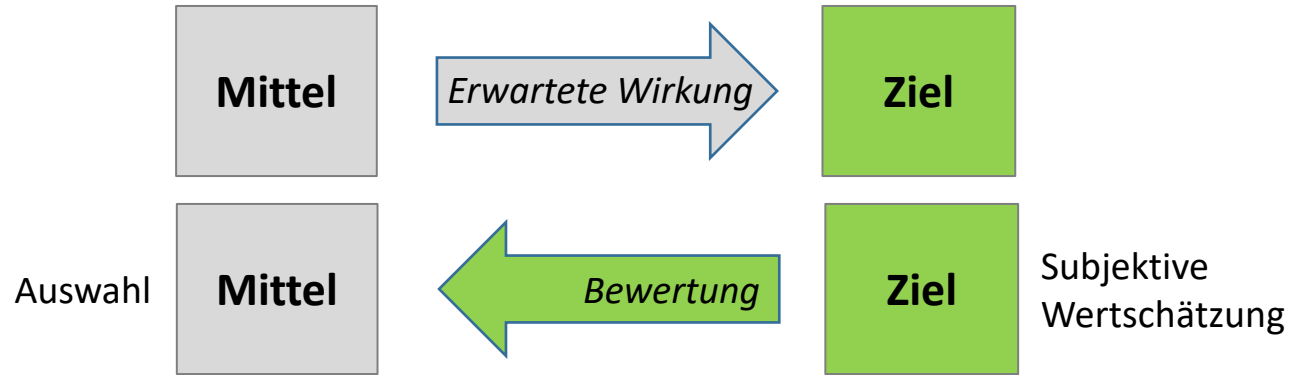 Mittel Erwartete Wirkung Ziel
Auswahl Mittel Bewertung Ziel Subjektive
Wertschätzung